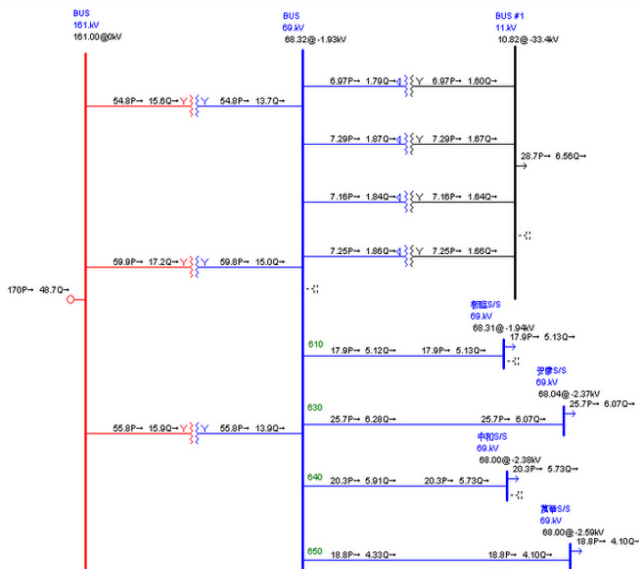 BUS
161.kV
161.00@0kV
BUS
69.kV
68.32@-1.93kV
BUS #1
11.kV
10.82@-33.4kV
6.97P→ 1.79Q→ Y 6.97P→ 1.60Q→
54.8P→ 15.6Q→ Y Y 54.8P→ 13.7Q→
7.29P→ 1.87Q→ Y 7.29P→ 1.67Q→
28.7P→ 6.56Q→
7.16P→ 1.84Q→ Y 7.16P→ 1.64Q→
7.25P→ 1.86Q→ Y 7.25P→ 1.66Q→
59.9P→ 17.2Q→ Y Y 59.8P→ 15.0Q→
170P→ 48.7Q→
S/S
69.kV
68.31@-1.94kV
17.9P→ 5.13Q→
610
17.9P→ 5.12Q→ 17.9P→ 5.13Q→
安康S/S
69.kV
68.04@-2.37kV
25.7P→ 6.07Q→
630
25.7P→ 6.28Q→ 25.7P→ 6.07Q→
55.8P→ 15.9Q→ Y Y 55.8P→ 13.9Q→
中和S/S
69.kV
68.00@-2.38kV
20.3P→ 5.73Q→
640
20.3P→ 5.91Q→ 20.3P→ 5.73Q→
S/S
69.kV
68.00@-2.59kV
18.8P→ 4.10Q→
650
18.8P→ 4.33Q→ 18.8P→ 4.10Q→